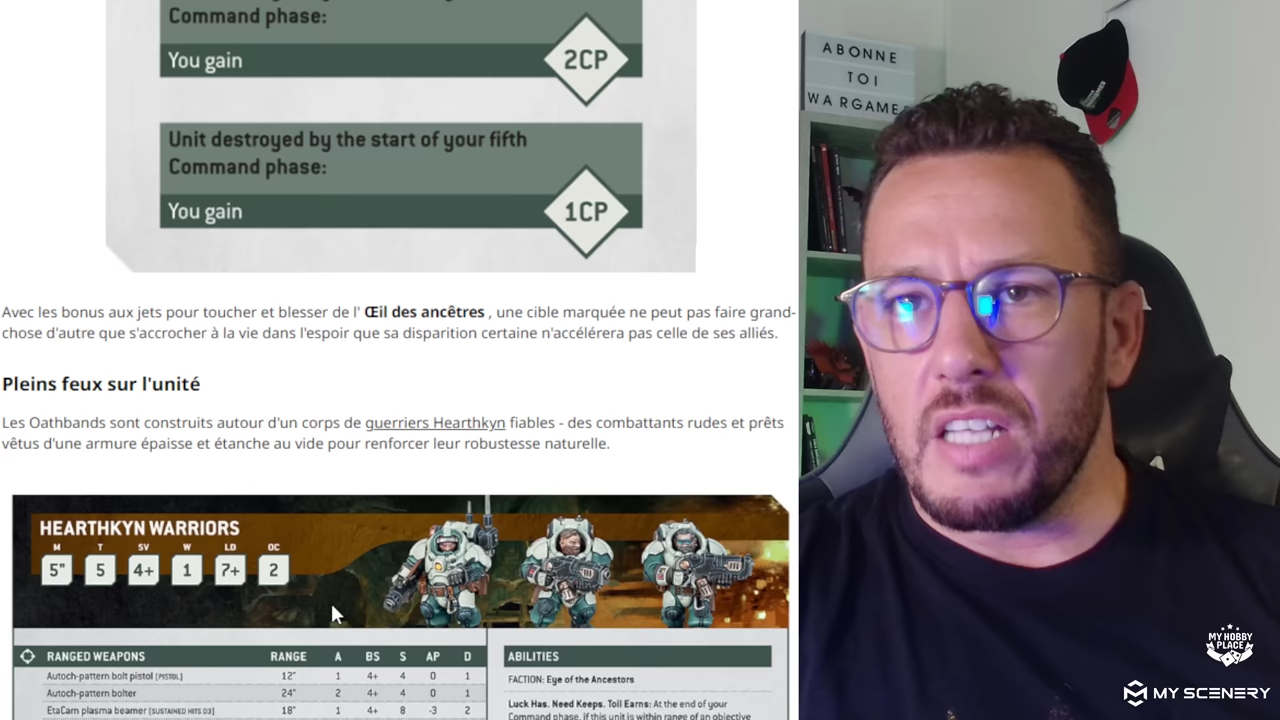 Command phase:
You gain
2CP
Unit destroyed by the start of your fifth
Command phase:
You gain
1CP
Avec les bonus aux jets pour toucher et blesser de l' Œil des ancêtres , une cible marquée ne peut pas faire grand-
chose d'autre que s'accrocher à la vie dans l'espoir que sa disparition certaine n'accélérera pas celle de ses alliés.
Pleins feux sur l'unité
Les Oathbands sont construits autour d'un corps de guerriers Hearthkyn fiables - des combattants rudes et prêts
vêtus d'une armure épaisse et étanche au vide pour renforcer leur robustesse naturelle.
HEARTHKYN WARRIORS
M T SV W LD OC
5" 5 4+ 1 7+ 2
RANGED WEAPONS RANGE A BS S AP D
Autoch-pattern bolt pistol [PISTOL] 12" 1 4+ 4 0 1
Autoch-pattern bolter 24" 2 4+ 4 0 1
EtaCarn plasma beamer [SUSTAINED HITS D3] 18" 1 4+ 8 -3 2
ABILITIES
FACTION: Eye of the Ancestors
Luck Has. Need Keeps. Toil Earns: At the end of your
Command phase, if this unit is within range of an objective
ABONNE
TOI
WARGAME
MY HOBBY
PLACE
MY SCENERY